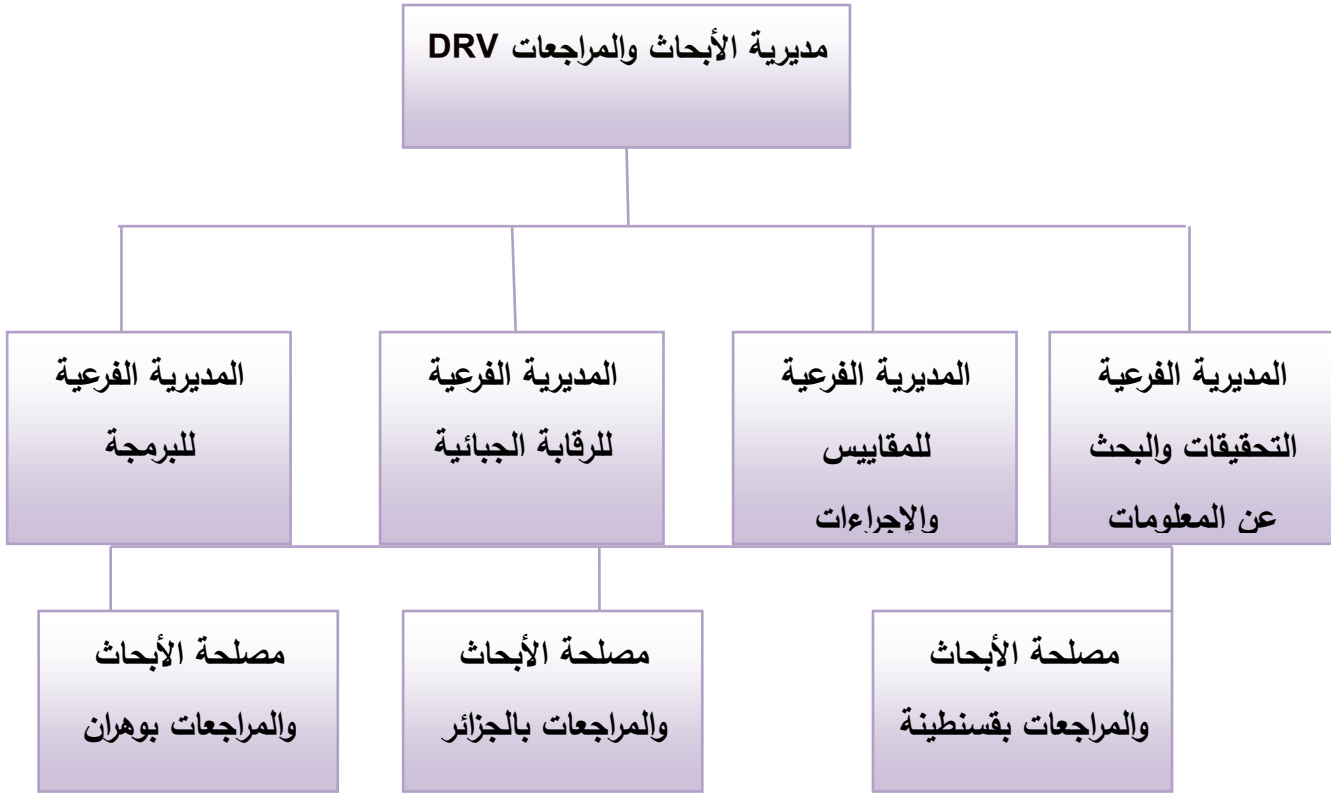 مديرية الأبحاث والمراجعات DRV
المديرية الفرعية
التحقيقات والبحث
عن المعلومات
المديرية الفرعية
للمقاييس
والاجراءات
المديرية الفرعية
للرقابة الجبائية
المديرية الفرعية
للبرمجة
مصلحة الأبحاث
والمراجعات بقسنطينة
مصلحة الأبحاث
والمراجعات بالجزائر
مصلحة الأبحاث
والمراجعات بوهران